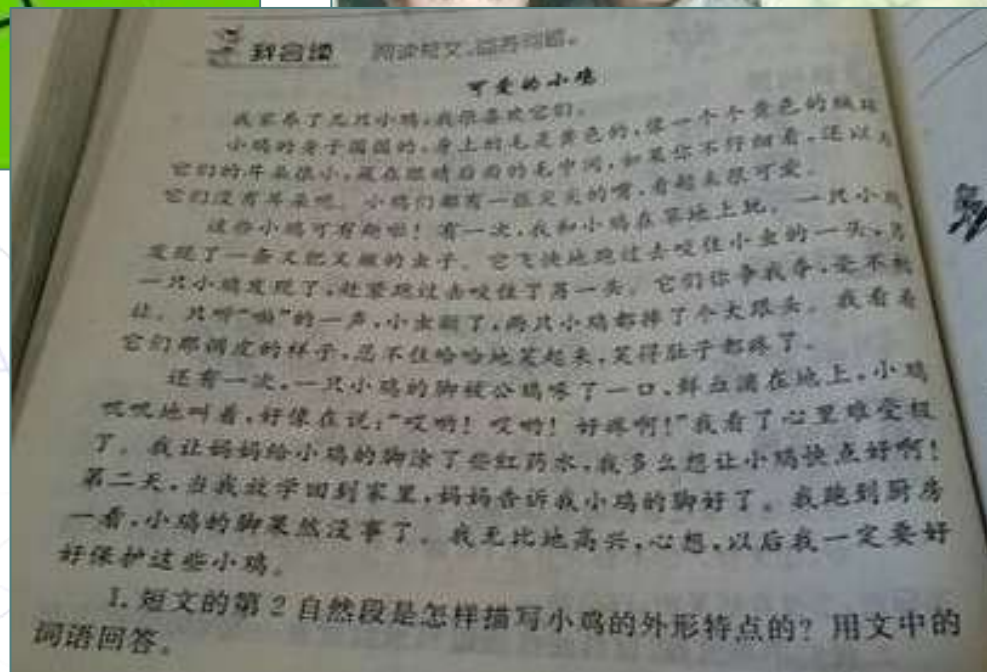 我会读 阅读短文,回答问题。
可爱的小鸡
我家养了几只小鸡,我很喜欢它们。
小鸡的身子圆圆的,身上的毛是黄色的,像一个个黄色的绒球
它们的耳朵很小,藏在眼睛后面的毛中间,如果你不仔细看,还以为
它们没有耳朵呢。小鸡们都有一张尖尖的嘴,看起来很可爱。
这些小鸡可有趣啦!有一次,我和小鸡在草地上玩。一只小鸡
发现了一条又肥又嫩的虫子。它飞快地跑过去咬住小虫的一头,另
一只小鸡发现了,赶紧跑过去咬住了另一头。它们你争我夺,毫不相
让。只听“啪”的一声,小虫断了,两只小鸡都摔了个大跟头。我看着
它们那调皮的样子,忍不住哈哈地笑起来,笑得肚子都疼了。
还有一次,一只小鸡的脚被公鸡啄了一口,鲜血滴在地上,小鸡
叽叽地叫着,好像在说:“哎哟!哎哟!好疼啊!”我看了心里难受极
了。我让妈妈给小鸡的脚涂了些红药水,我多么想让小鸡快点好啊!
第二天,当我放学回到家里,妈妈告诉我小鸡的脚好了。我跑到厨房
一看,小鸡的脚果然没事了。我无比地高兴,心想,以后我一定要好
好保护这些小鸡。
1. 短文的第2自然段是怎样描写小鸡的外形特点的?用文中的
词语回答。